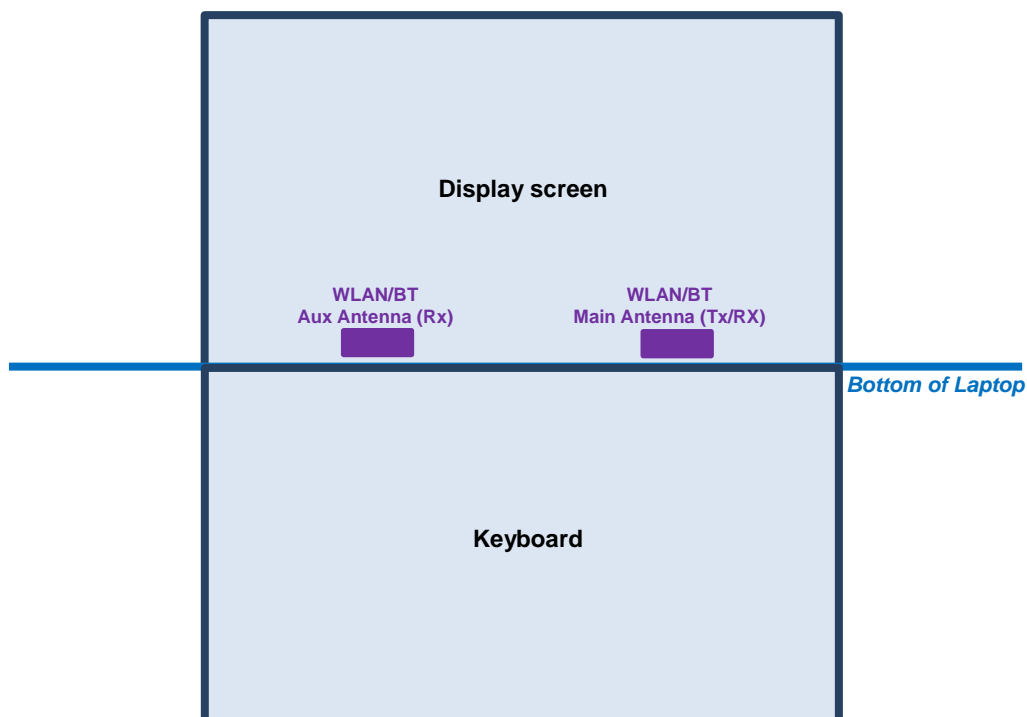 Display screen
WLAN/BT
Aux Antenna (Rx)
WLAN/BT
Main Antenna (Tx/RX)
Bottom of Laptop
Keyboard